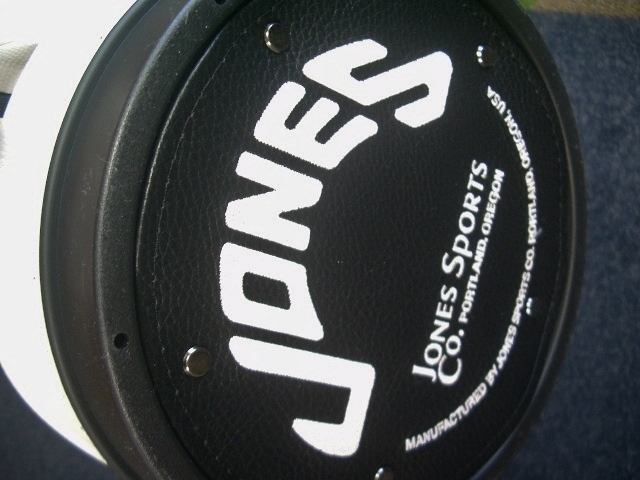 JONES
JONES SPORTS
CO. PORTLAND, OREGON
MANUFACTURED BY JONES SPORTS CO. PORTLAND, OREGON, USA